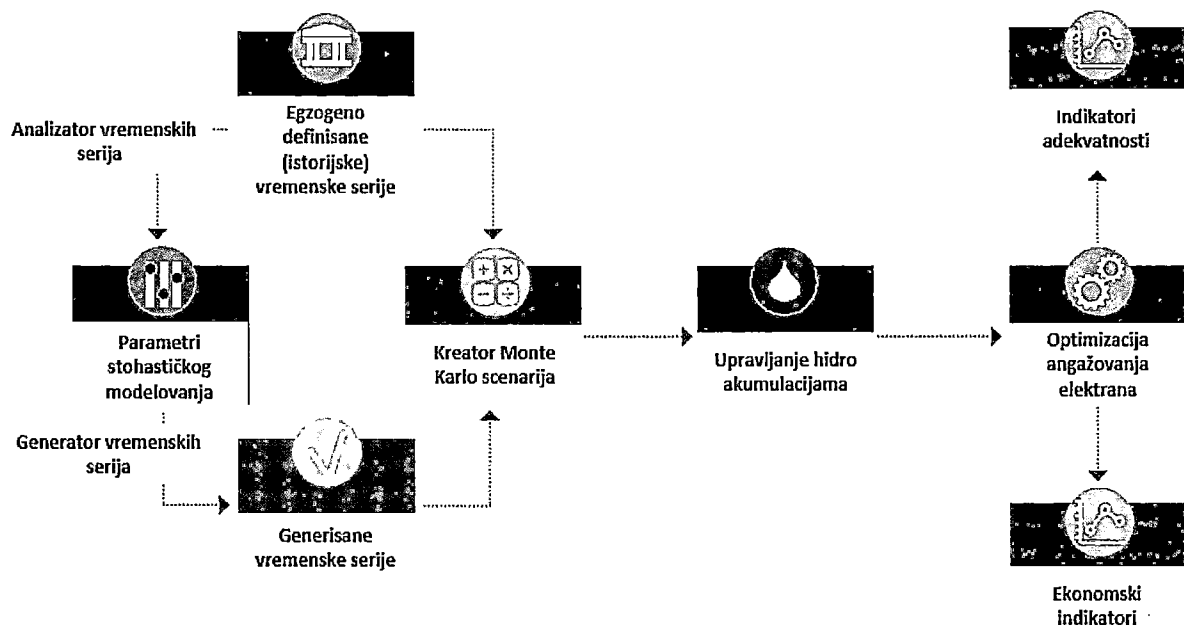 Egzogeno
definisane
(istorijske)
vremenske serije
Analizator vremenskih
serija
Parametri
stohastičkog
modelovanja
Generator vremenskih
serija
Generisane
vremenske serije
Kreator Monte
Karlo scenarija
Upravljanje hidro
akumulacijama
Optimizacija
angažovanja
elektrana
Indikatori
adekvatnosti
Ekonomski
indikatori